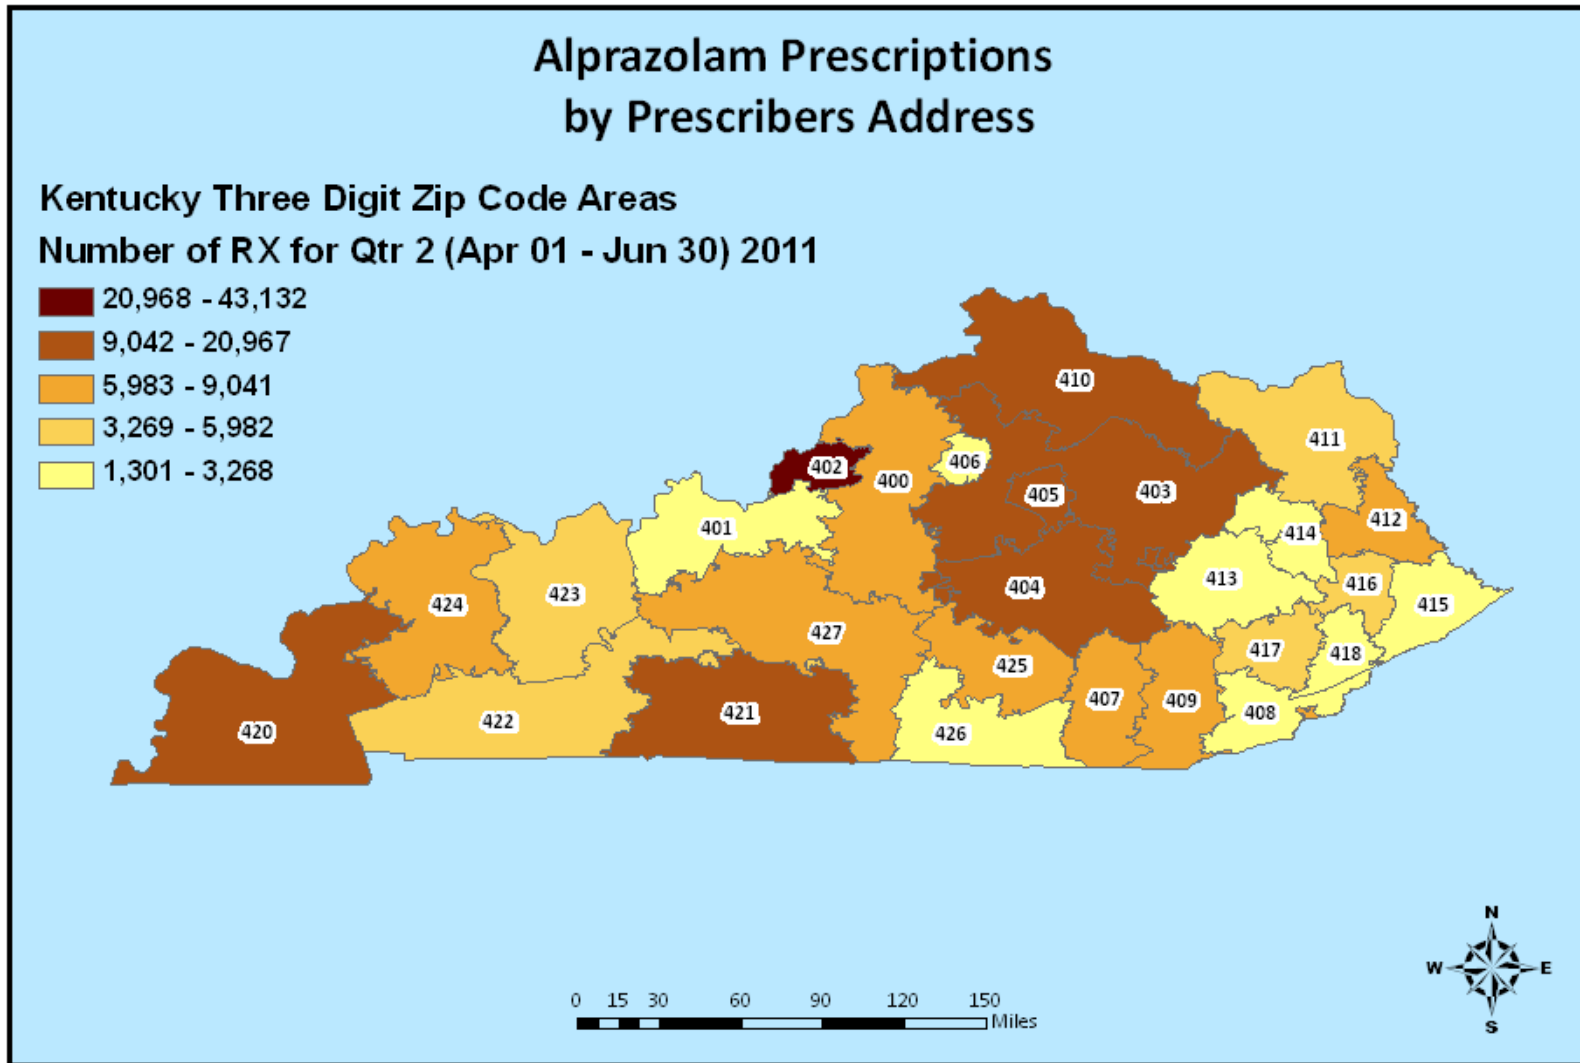 Alprazolam Prescriptions
by Prescribers Address
Kentucky Three Digit Zip Code Areas
Number of RX for Qtr 2 (Apr 01 - Jun 30) 2011
20,968 - 43,132
9,042 - 20,967
5,983 - 9,041
3,269 - 5,982
1,301 - 3,268
410
411
406
402
400
405
403
412
401
414
413
404
416
415
423
424
427
425
417
418
407
409
408
420
422
421
426
N
W E
S
0 15 30 60 90 120 150
Miles